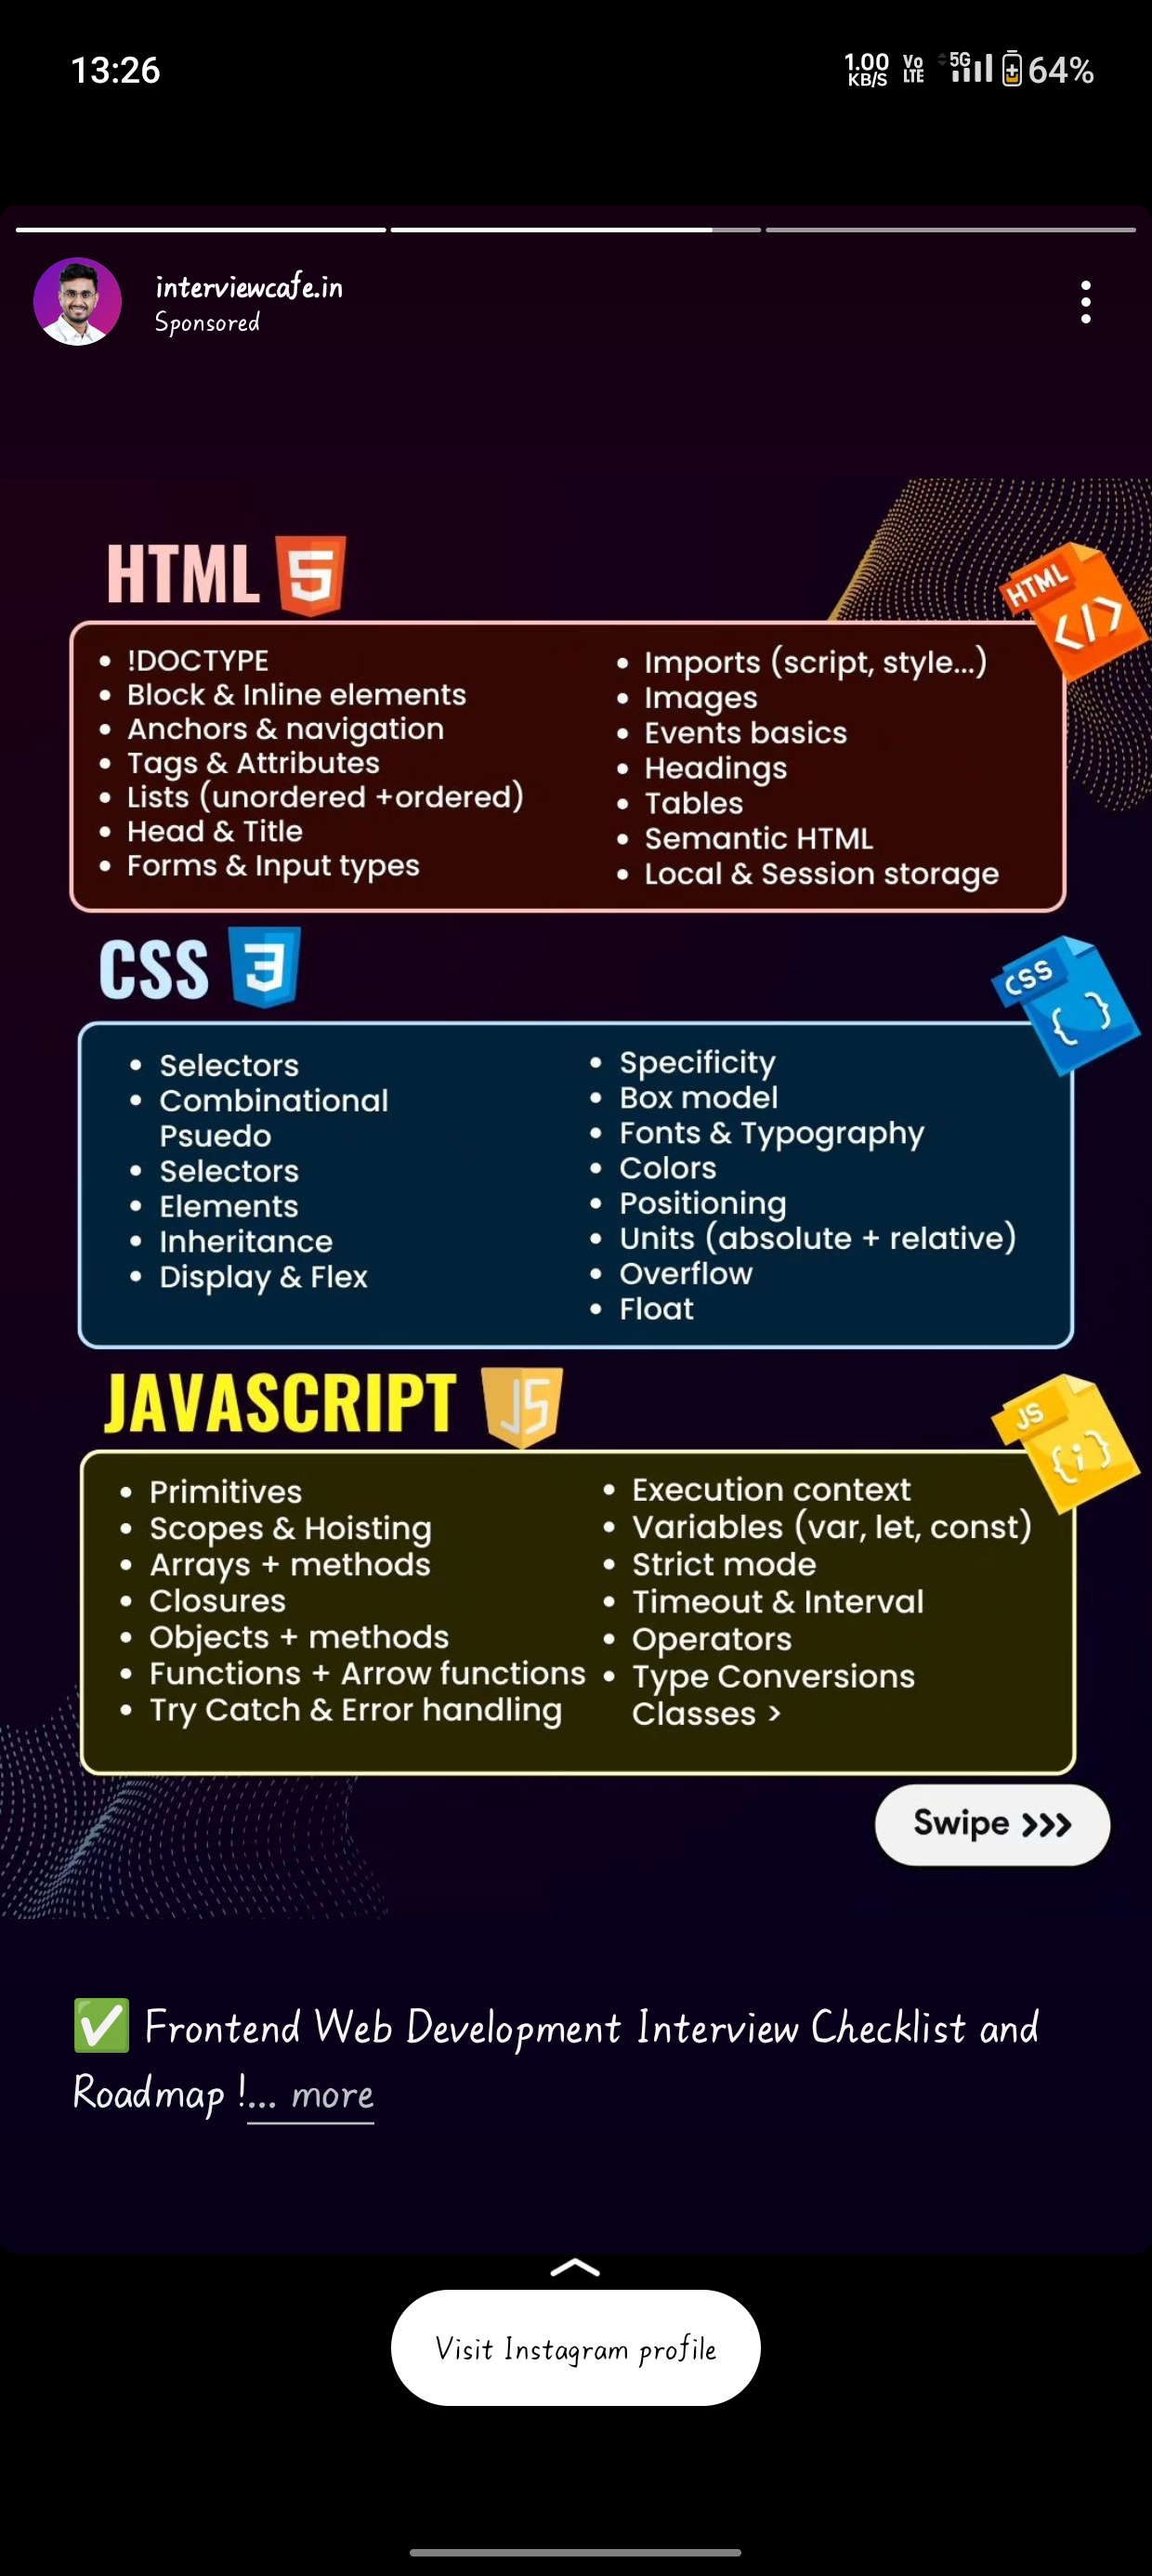 13:26
1.00
KB/S
Vo
LTE
5G
64%
interviewcafe.in
Sponsored
HTML
5
HTML
</>
!DOCTYPE
Block & Inline elements
Anchors & navigation
Tags & Attributes
Lists (unordered +ordered)
Head & Title
Forms & Input types
Imports (script, style...)
Images
Events basics
Headings
Tables
Semantic HTML
Local & Session storage
CSS
3
CSS
{ }
Selectors
Combinational
Psuedo
Selectors
Elements
Inheritance
Display & Flex
Specificity
Box model
Fonts & Typography
Colors
Positioning
Units (absolute + relative)
Overflow
Float
JAVASCRIPT
JS
JS
{i}
Primitives
Scopes & Hoisting
Arrays + methods
Closures
Objects + methods
Functions + Arrow functions
Try Catch & Error handling
Execution context
Variables (var, let, const)
Strict mode
Timeout & Interval
Operators
Type Conversions
Classes >
Swipe >>>
✅ Frontend Web Development Interview Checklist and
Roadmap !... more
Visit Instagram profile